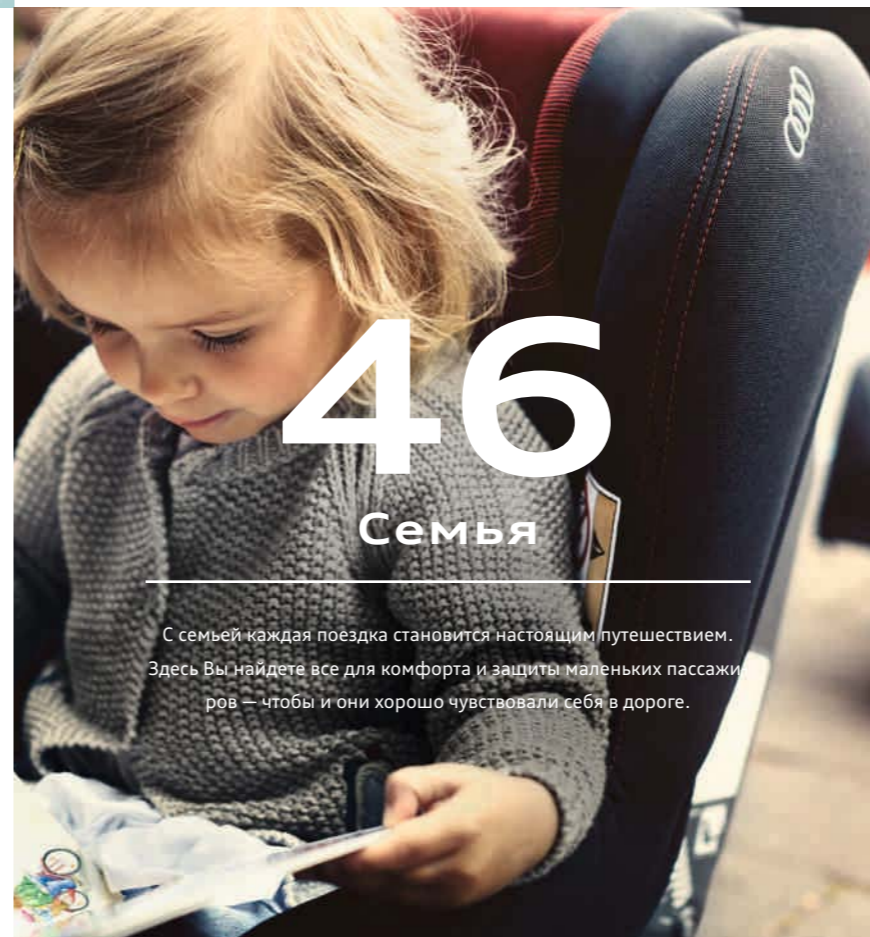 46
Семья
С семьей каждая поездка становится настоящим путешествием.
Здесь Вы найдете все для комфорта и защиты маленьких пассажи-
ров — чтобы и они хорошо чувствовали себя в дороге.